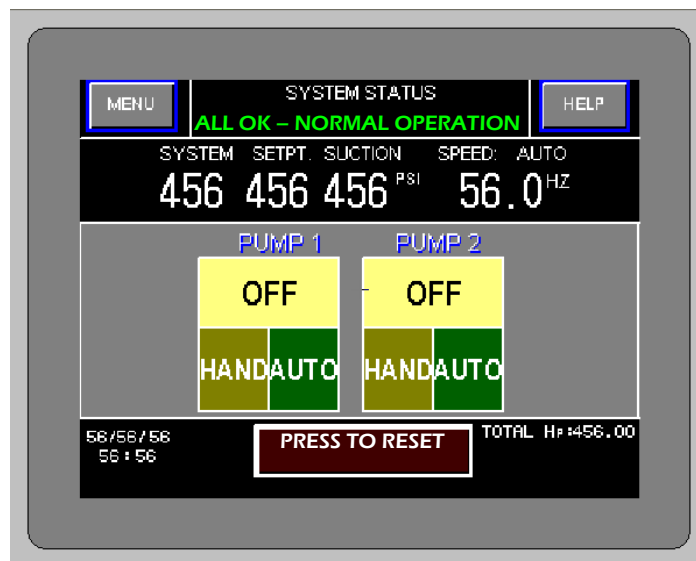 MENU
SYSTEM STATUS
HELP
ALL OK – NORMAL OPERATION
SYSTEM SETPT. SUCTION SPEED: AUTO
456 456 456 PSI 56.0 HZ
PUMP 1 PUMP 2
OFF OFF
HAND AUTO HAND AUTO
56/56/56
56:56
PRESS TO RESET
TOTAL HP:456.00